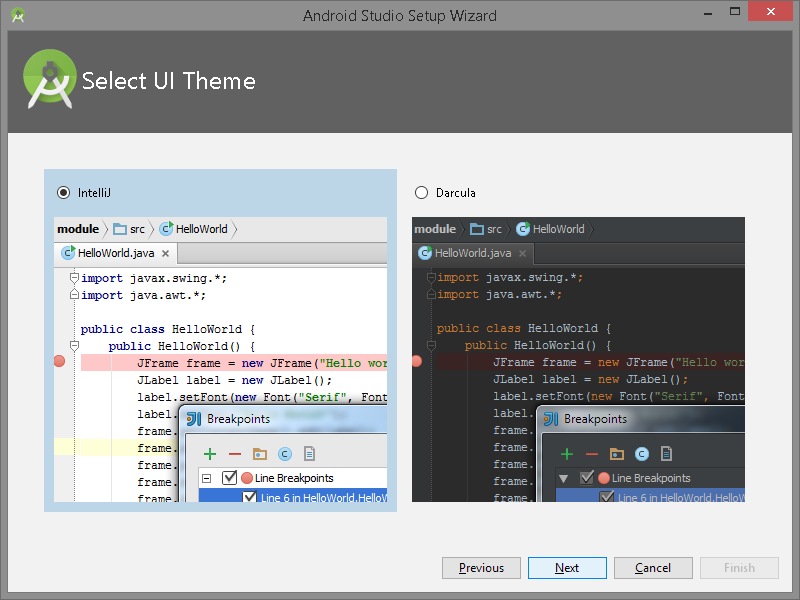 Android Studio Setup Wizard
Select UI Theme
IntelliJ
module src HelloWorld
HelloWorld.java
import javax.swing.*;
import java.awt.*;
public class HelloWorld {
public HelloWorld() {
JFrame frame = new JFrame("Hello wor
JLabel label = new JLabel();
label.setFont(new Font("Serif", Font
label.
frame.
frame.
frame.
frame.
frame.
Breakpoints
Line Breakpoints
Line 6 in HelloWorld.HelloW
Darcula
module src HelloWorld
HelloWorld.java
import javax.swing.*;
import java.awt.*;
public class HelloWorld {
public HelloWorld() {
JFrame frame = new JFrame("Hello wor
JLabel label = new JLabel();
label.setFont(new Font("Serif", Font
label.
frame.
frame.
frame.
frame.
frame.
Breakpoints
Line Breakpoints
Line 6 in HelloWorld.HelloW
Previous Next Cancel Finish